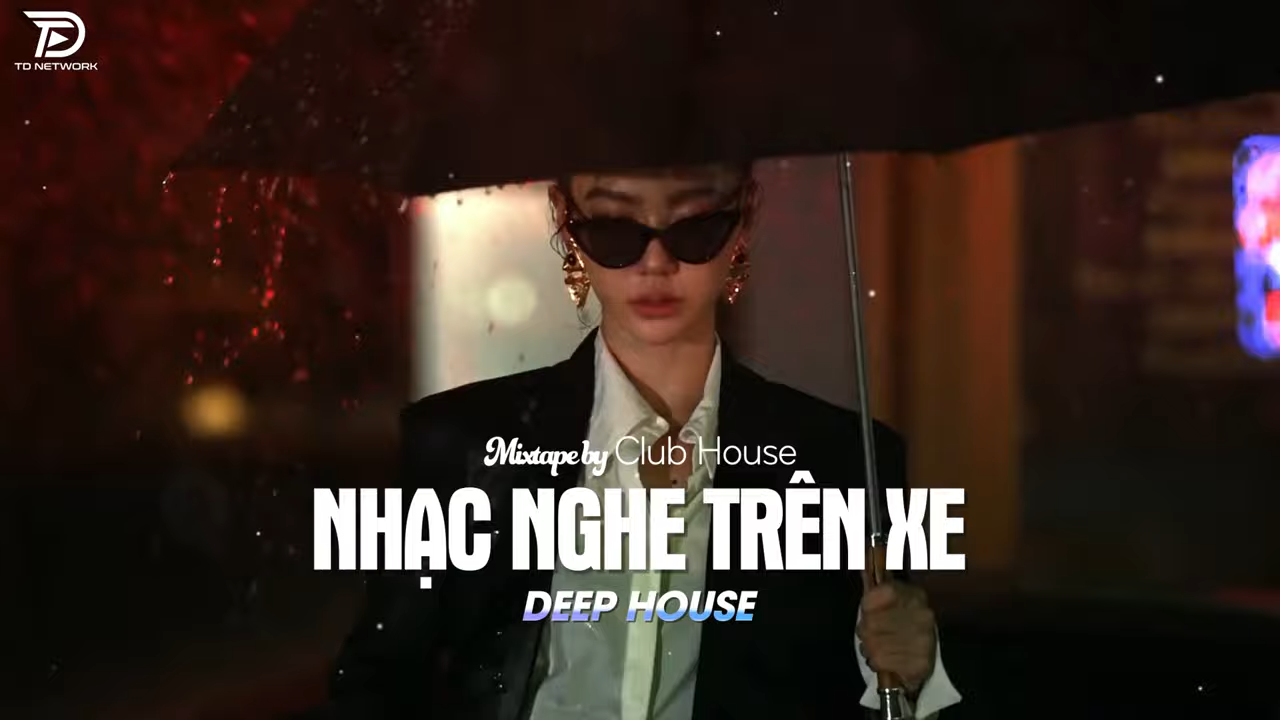 TD NETWORK
Mixtape by Club House
NHẠC NGHE TRÊN XE
DEEP HOUSE